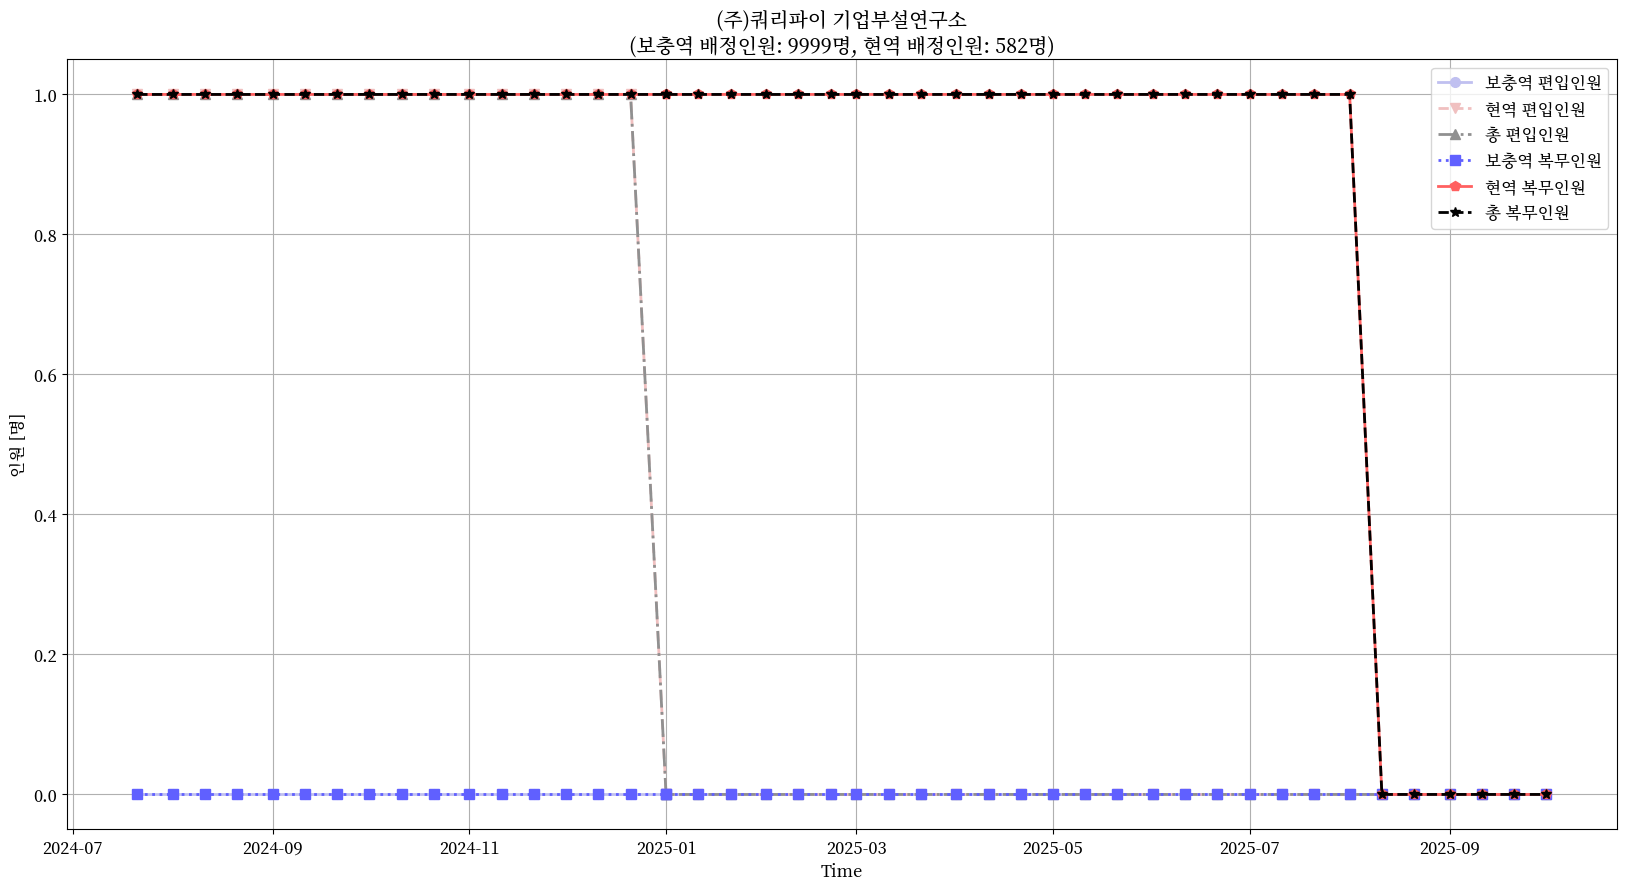 (주)쿼리파이 기업부설연구소
(보충역 배정인원: 9999명, 현역 배정인원: 582명)
보충역 편입인원
현역 편입인원
총 편입인원
보충역 복무인원
현역 복무인원
총 복무인원
인원 [명]
1.0
0.8
0.6
0.4
0.2
0.0
2024-07 2024-09 2024-11 2025-01 2025-03 2025-05 2025-07 2025-09
Time